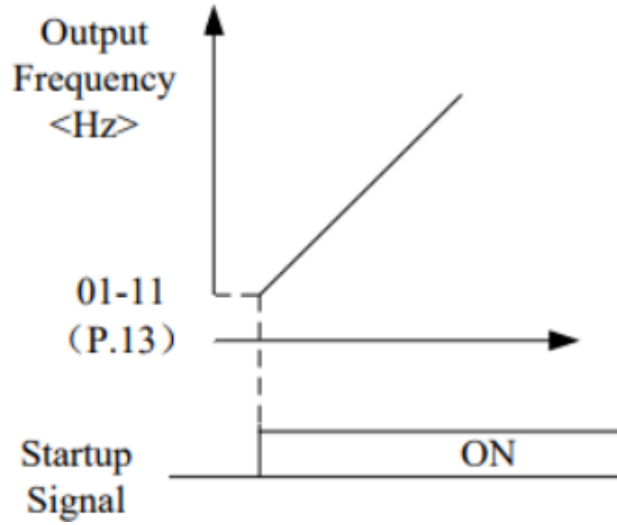 Output
Frequency
<Hz>
01-11
（P.13）
Startup
Signal
ON